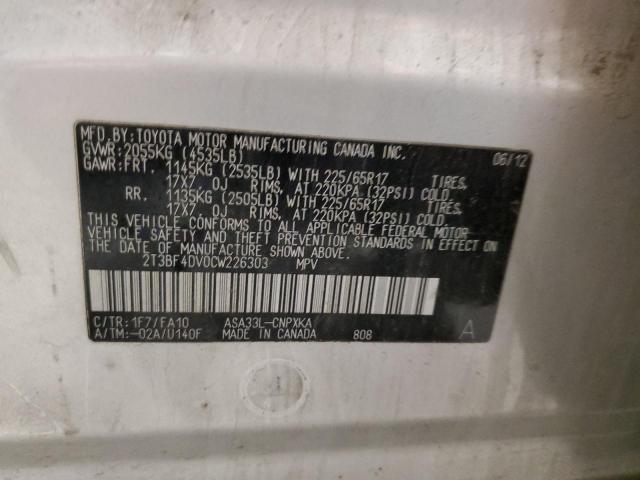 MFD.BY:TOYOTA MOTOR MANUFACTURING CANADA INC. 06/12
GVWR:2055KG (4535LB)
GAWR:FRT. 1145KG (2535LB) WITH 225/65R17 TIRES,
17X7.0J RIMS, AT 220KPA (32PSI) COLD
RR. 1135KG (2505LB) WITH 225/65R17 TIRES,
17X7.0J RIMS, AT 220KPA (32PSI) COLD.
THIS VEHICLE CONFORMS TO ALL APPLICABLE FEDERAL MOTOR
VEHICLE SAFETY AND THEFT PREVENTION STANDARDS IN EFFECT ON
THE DATE OF MANUFACTURE SHOWN ABOVE.
2T3BF4DV0CW226303 MPV
C/TR:1F7/FA10 ASA33L-CNPXKA
A/TM:-02A/U140F MADE IN CANADA 808 A